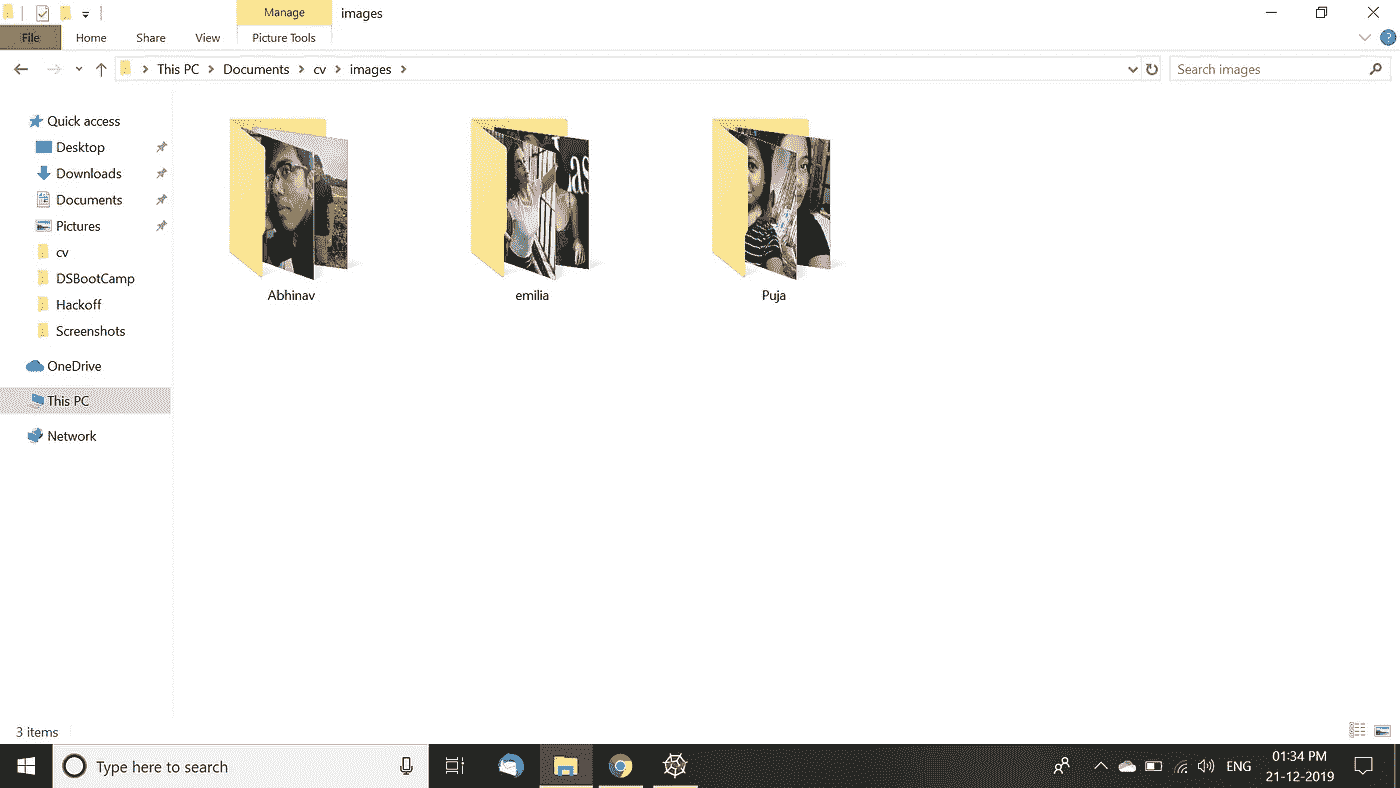 Manage
images
File
Home
Share
View
Picture Tools
This PC
Documents
cv
images
Search images
Quick access
Desktop
Downloads
Documents
Pictures
cv
DSBootCamp
Hackoff
Screenshots
OneDrive
This PC
Network
Abhinav
emilia
Puja
3 items
Type here to search
ENG
01:34 PM
21-12-2019